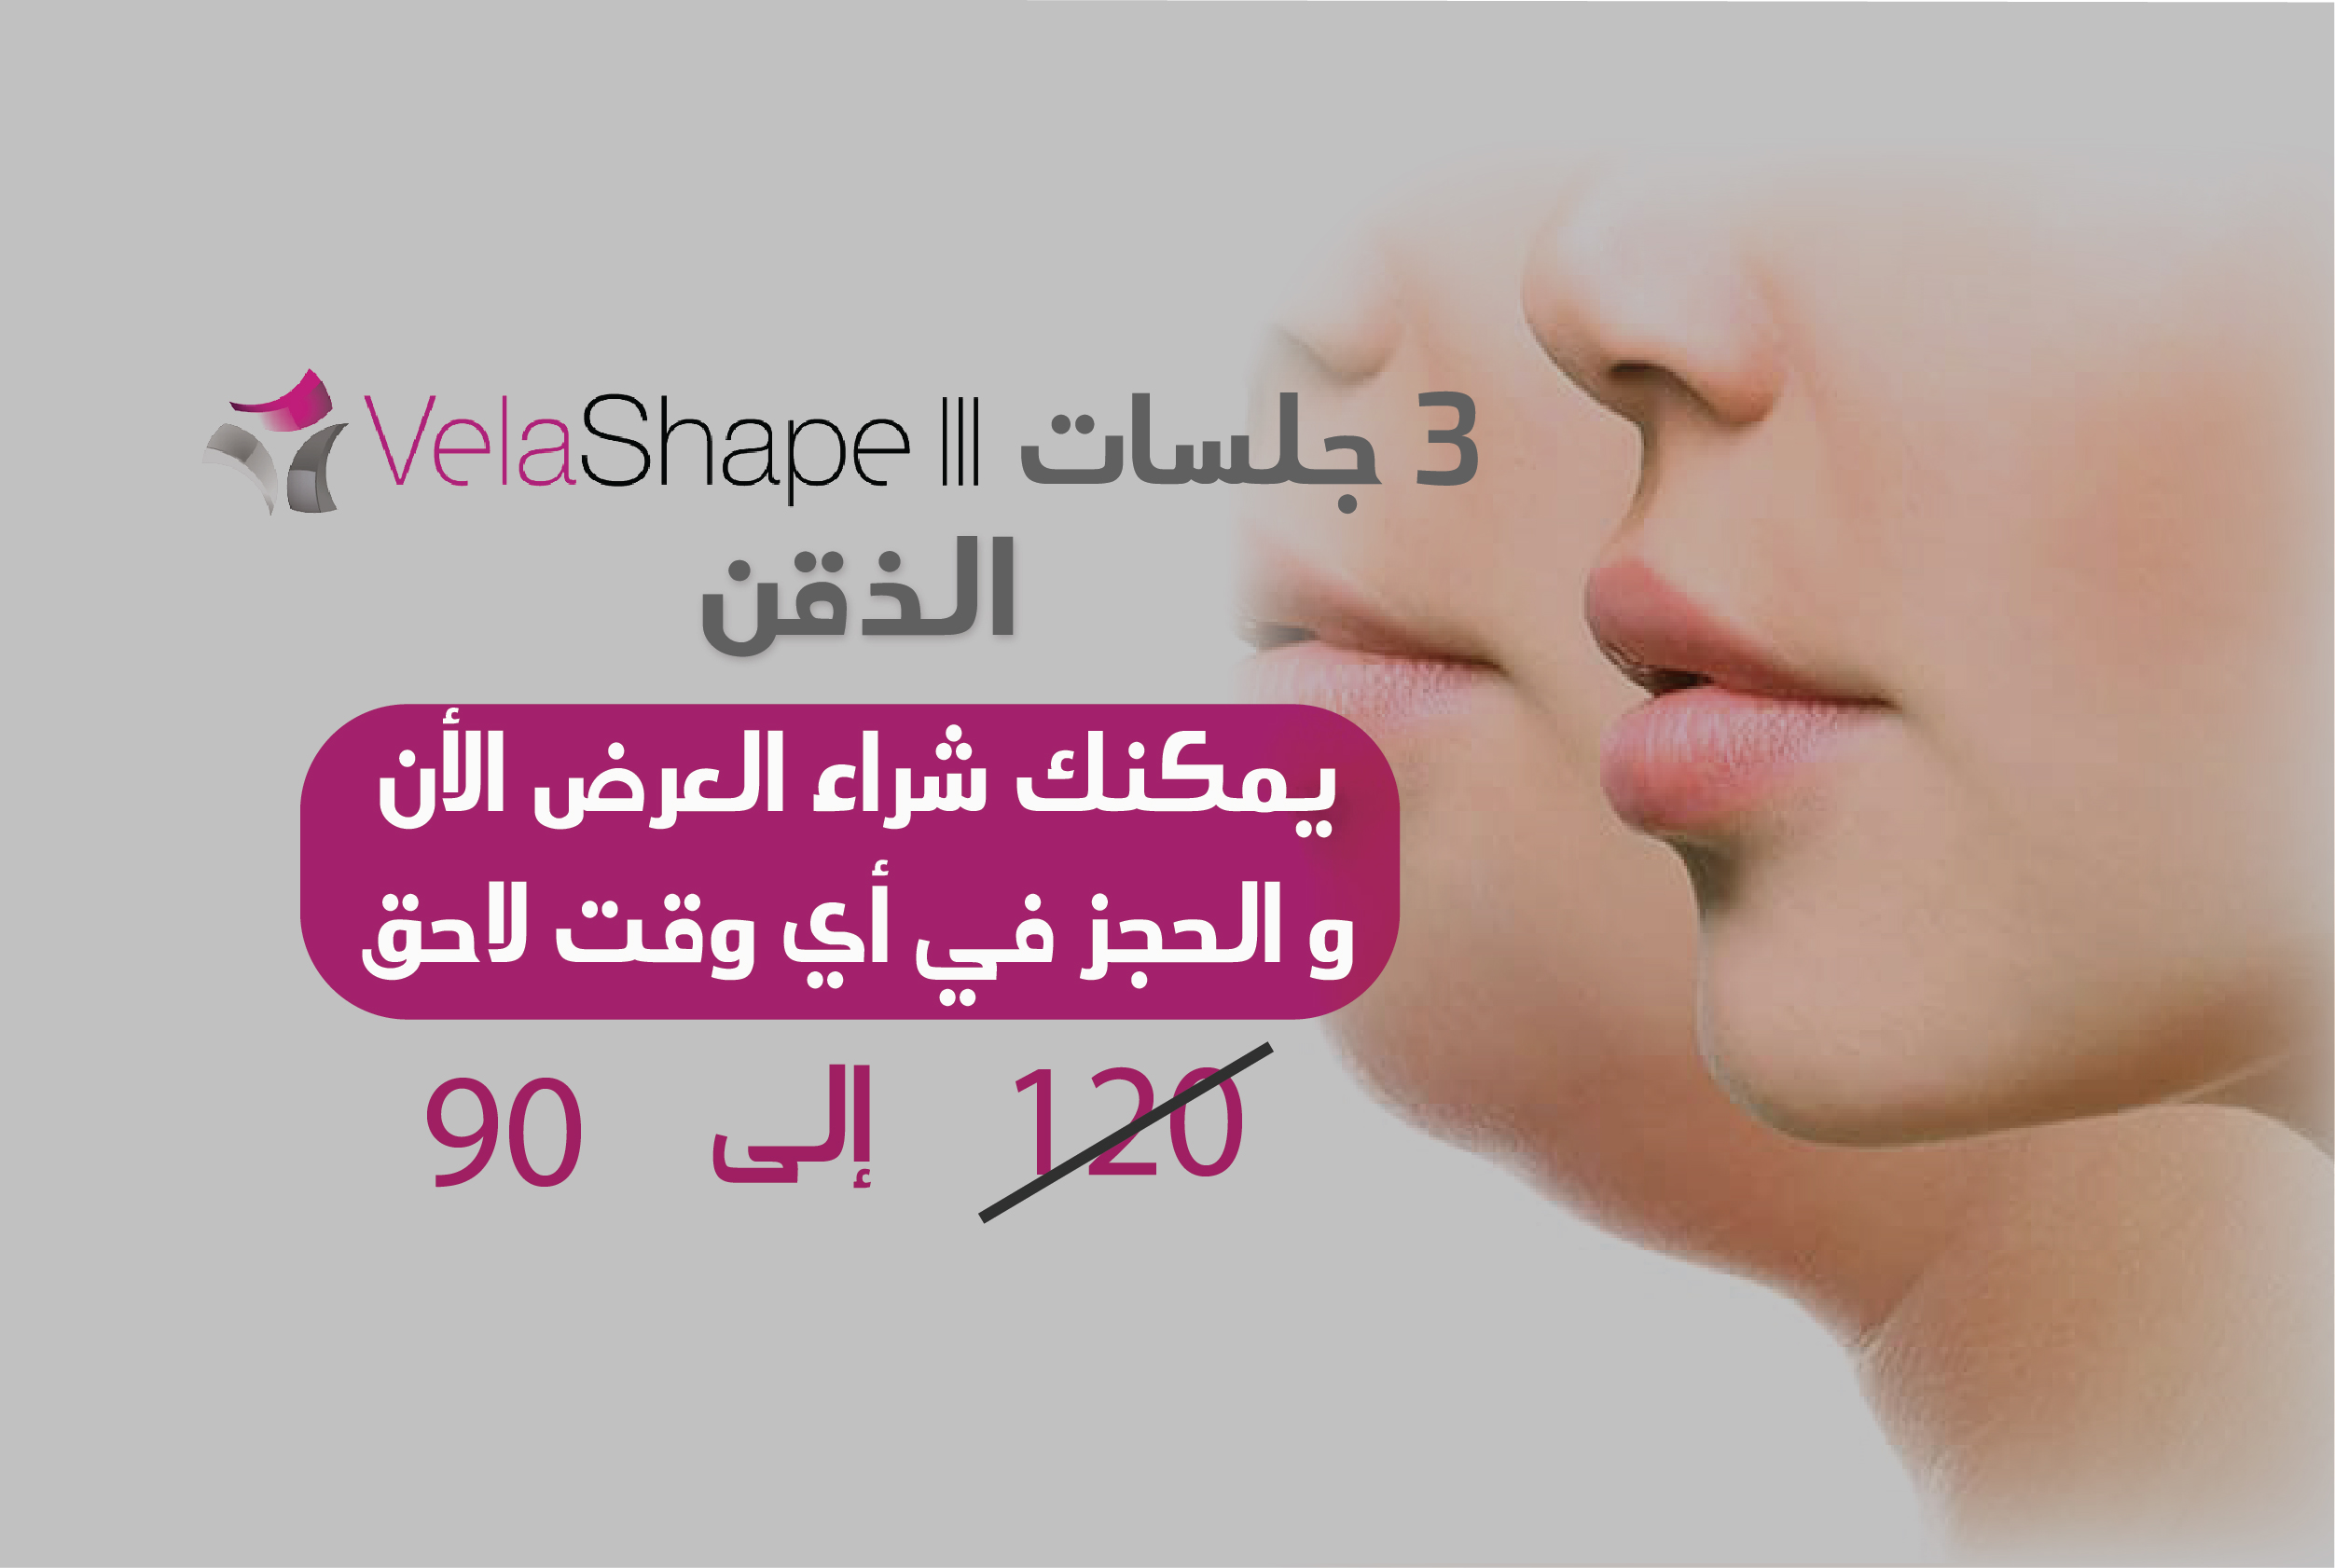 3 جلسات VelaShape III
الذقن
يمكنك شراء العرض الأن
و الحجز في أي وقت لاحق
120 إلى 90